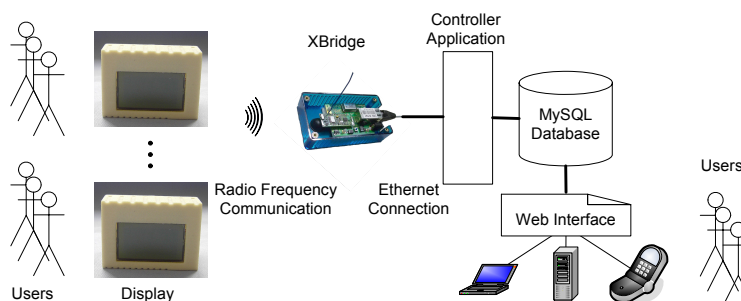 Controller
Application
XBridge
MySQL
Database
Users
Radio Frequency
Communication
Ethernet
Connection
Web Interface
Users
Display